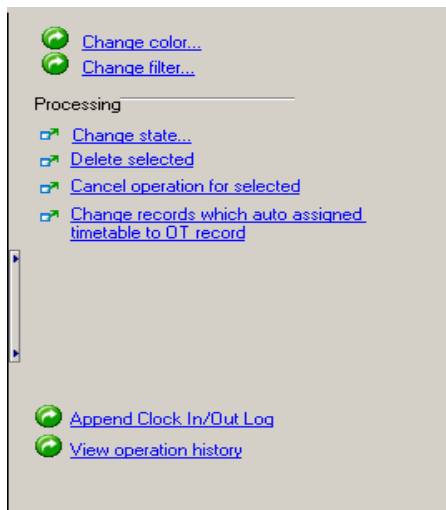 Change color...
Change filter...
Processing
Change state...
Delete selected
Cancel operation for selected
Change records which auto assigned
timetable to OT record
Append Clock In/Out Log
View operation history